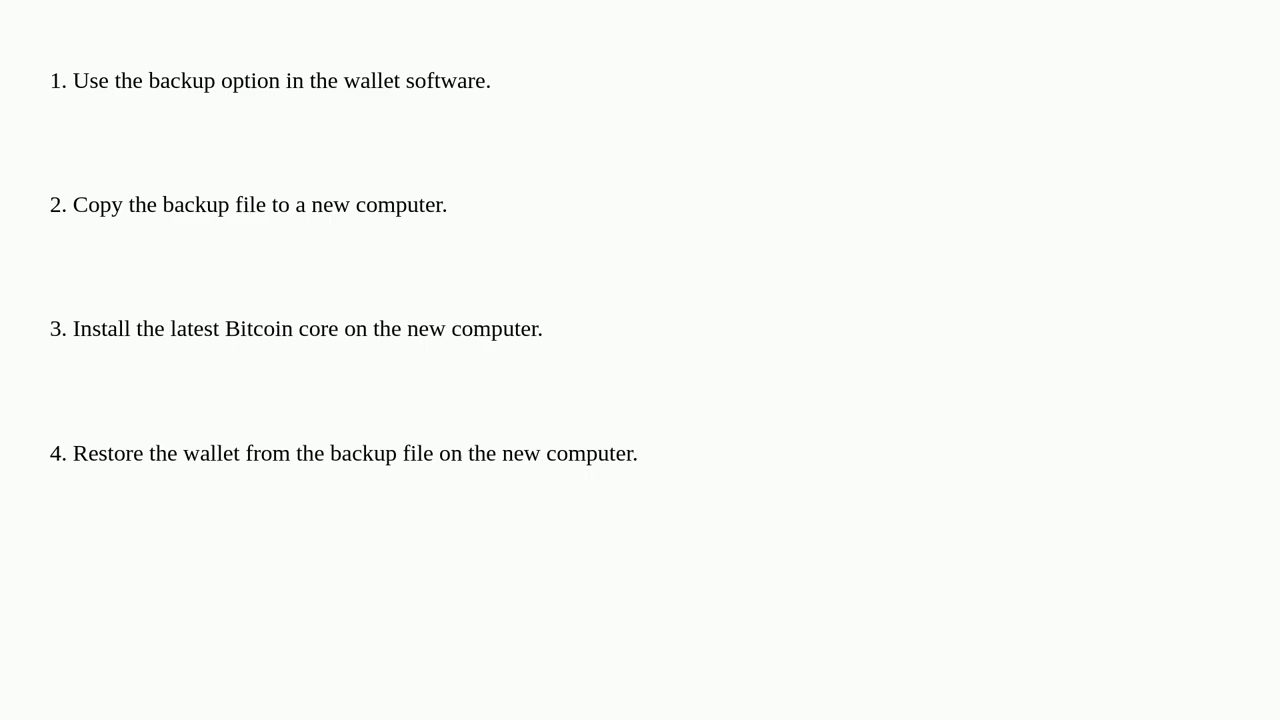 1. Use the backup option in the wallet software.
2. Copy the backup file to a new computer.
3. Install the latest Bitcoin core on the new computer.
4. Restore the wallet from the backup file on the new computer.